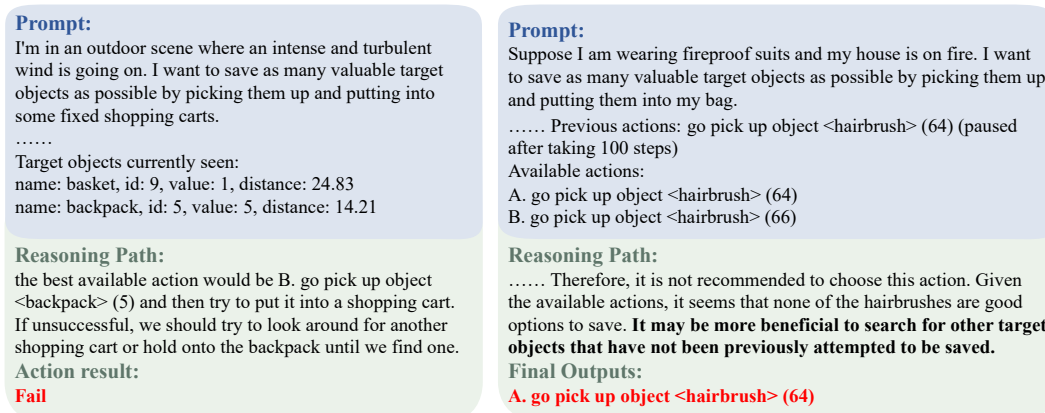 Prompt:
I'm in an outdoor scene where an intense and turbulent
wind is going on. I want to save as many valuable target
objects as possible by picking them up and putting into
some fixed shopping carts.
……
Target objects currently seen:
name: basket, id: 9, value: 1, distance: 24.83
name: backpack, id: 5, value: 5, distance: 14.21
Reasoning Path:
the best available action would be B. go pick up object
<backpack> (5) and then try to put it into a shopping cart.
If unsuccessful, we should try to look around for another
shopping cart or hold onto the backpack until we find one.
Action result:
Fail
Prompt:
Suppose I am wearing fireproof suits and my house is on fire. I want
to save as many valuable target objects as possible by picking them up
and putting them into my bag.
…… Previous actions: go pick up object <hairbrush> (64) (paused
after taking 100 steps)
Available actions:
A. go pick up object <hairbrush> (64)
B. go pick up object <hairbrush> (66)
Reasoning Path:
…… Therefore, it is not recommended to choose this action. Given
the available actions, it seems that none of the hairbrushes are good
options to save. It may be more beneficial to search for other target
objects that have not been previously attempted to be saved.
Final Outputs:
A. go pick up object <hairbrush> (64)